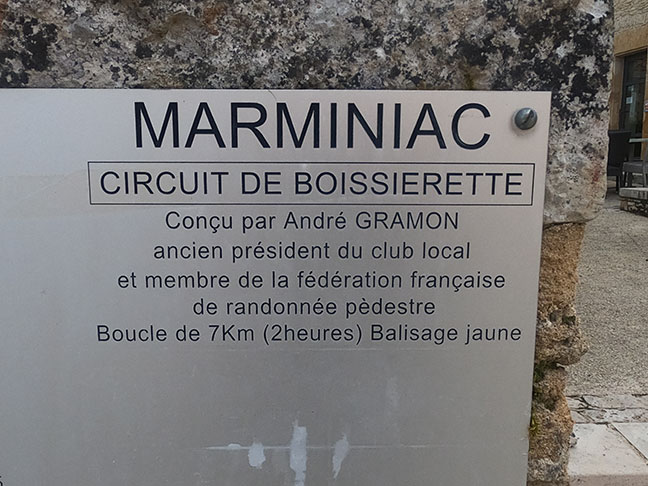 MARMINIAC
CIRCUIT DE BOISSIERETTE
Conçu par André GRAMON
ancien président du club local
et membre de la fédération française
de randonnée pèdestre
Boucle de 7Km (2heures) Balisage jaune